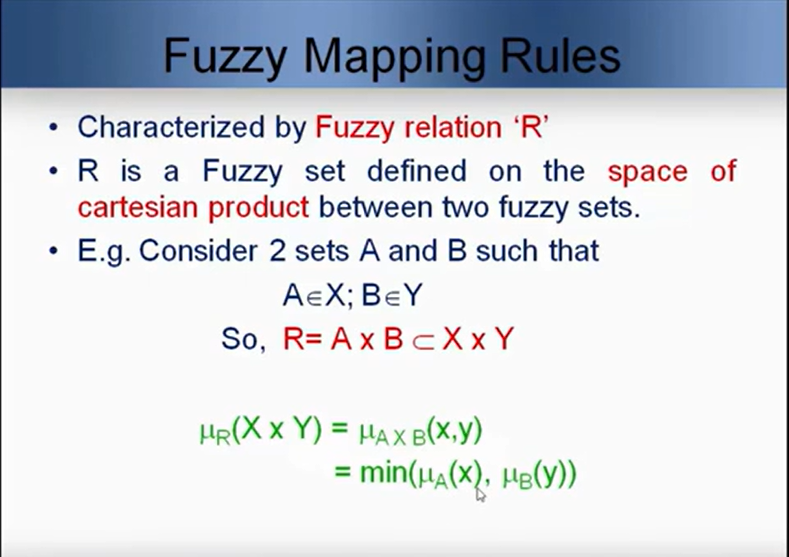 Fuzzy Mapping Rules
• Characterized by Fuzzy relation ‘R’
• R is a Fuzzy set defined on the space of
cartesian product between two fuzzy sets.
• E.g. Consider 2 sets A and B such that
A∈X; B∈Y
So, R= A x B ⊂ X x Y
μR(X x Y) = μA X B(x,y)
= min(μA(x), μB(y))